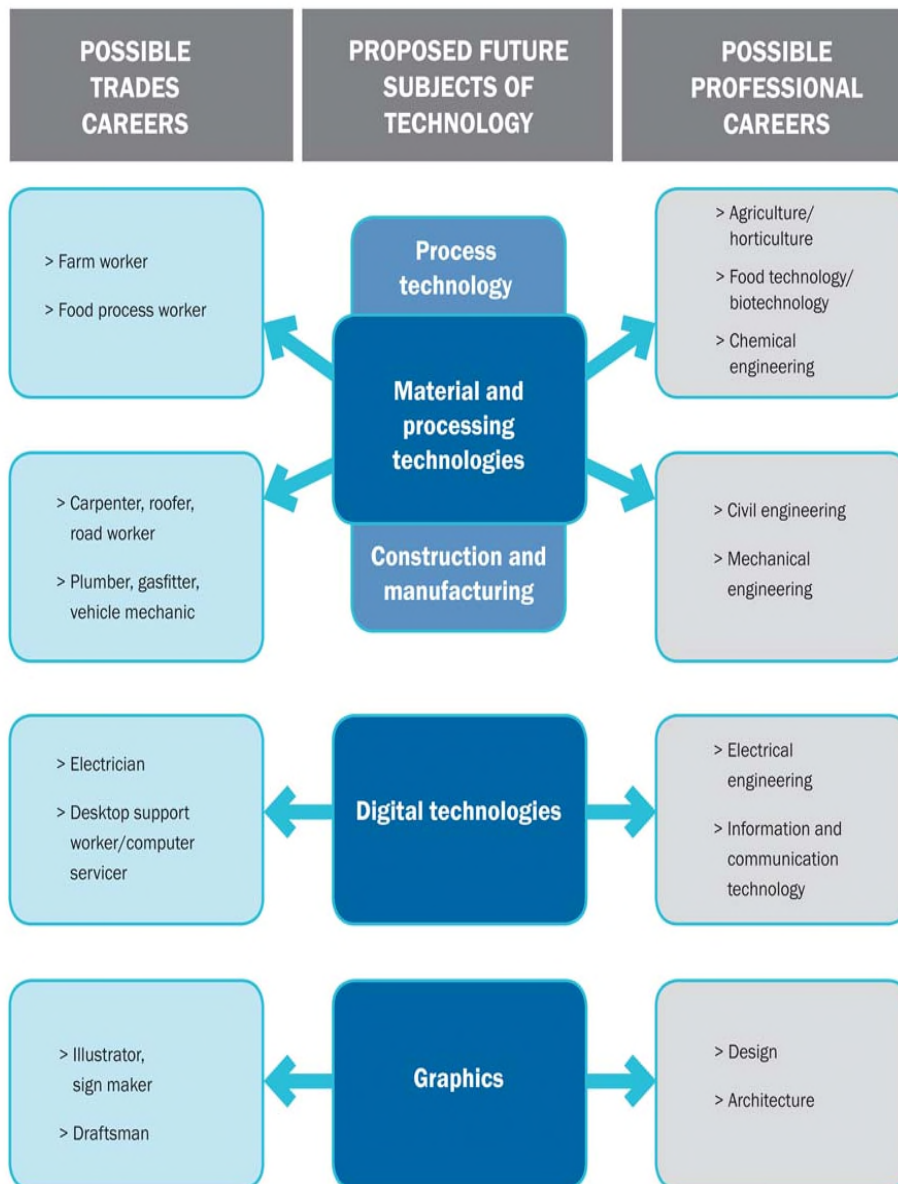 POSSIBLE
TRADES
CAREERS
PROPOSED FUTURE
SUBJECTS OF
TECHNOLOGY
POSSIBLE
PROFESSIONAL
CAREERS
> Farm worker
> Food process worker
Process
technology
Material and
processing
technologies
Construction and
manufacturing
> Agriculture/
horticulture
> Food technology/
biotechnology
> Chemical
engineering
> Carpenter, roofer,
road worker
> Plumber, gasfitter,
vehicle mechanic
> Civil engineering
> Mechanical
engineering
> Electrician
> Desktop support
worker/computer
servicer
Digital technologies
> Electrical
engineering
> Information and
communication
technology
> Illustrator,
sign maker
> Draftsman
Graphics
> Design
> Architecture